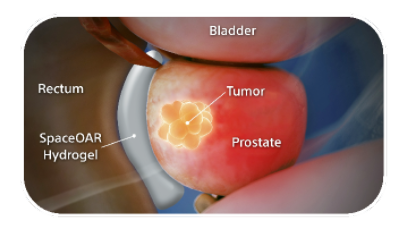 Bladder
Rectum
Tumor
SpaceOAR
Hydrogel
Prostate